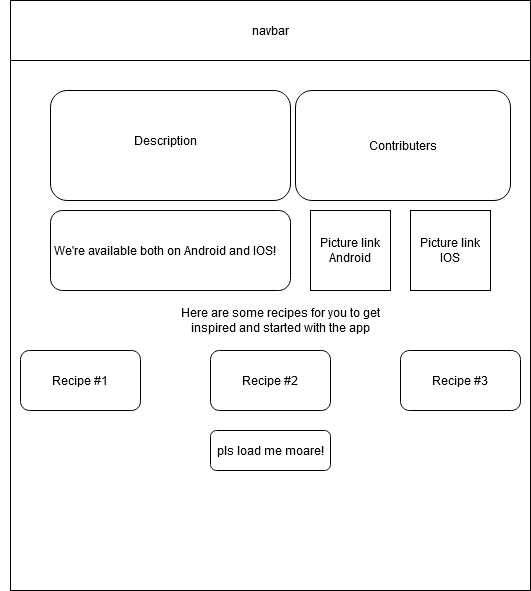 navbar
Description
Contributers
We're available both on Android and IOS!
Picture link
Android
Picture link
IOS
Here are some recipes for you to get
inspired and started with the app
Recipe #1
Recipe #2
Recipe #3
pls load me moare!